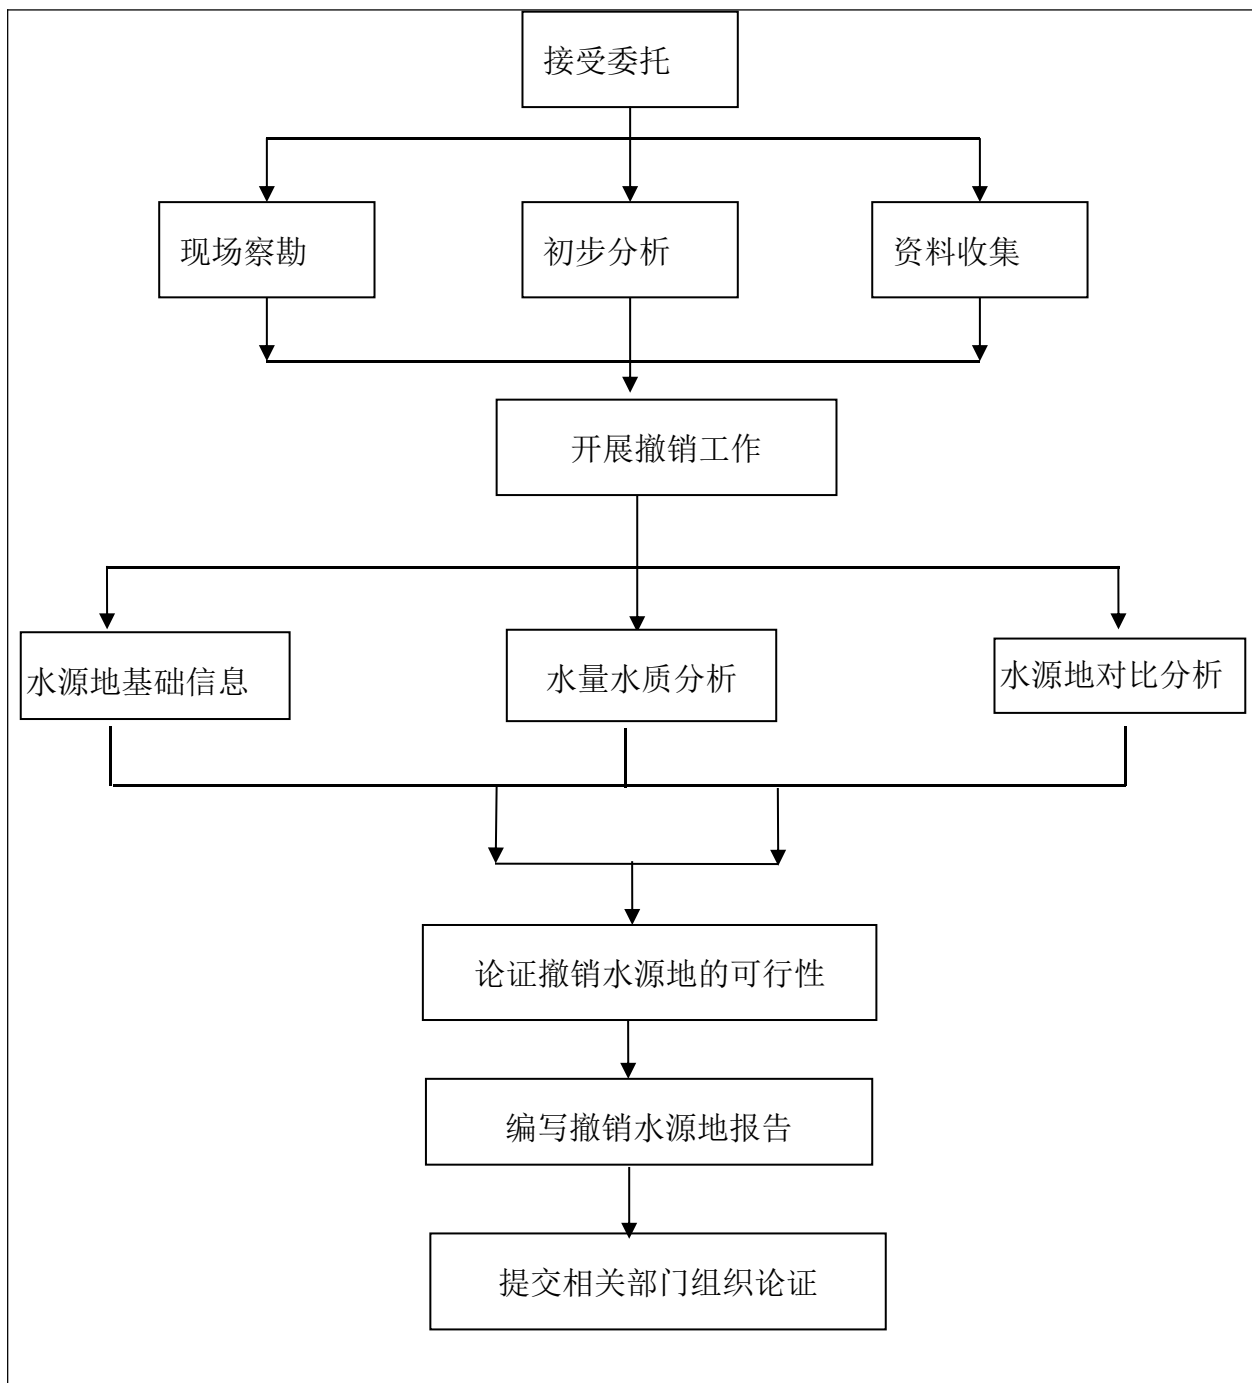 接受委托
现场察勘
初步分析
资料收集
开展撤销工作
水源地基础信息
水量水质分析
水源地对比分析
论证撤销水源地的可行性
编写撤销水源地报告
提交相关部门组织论证